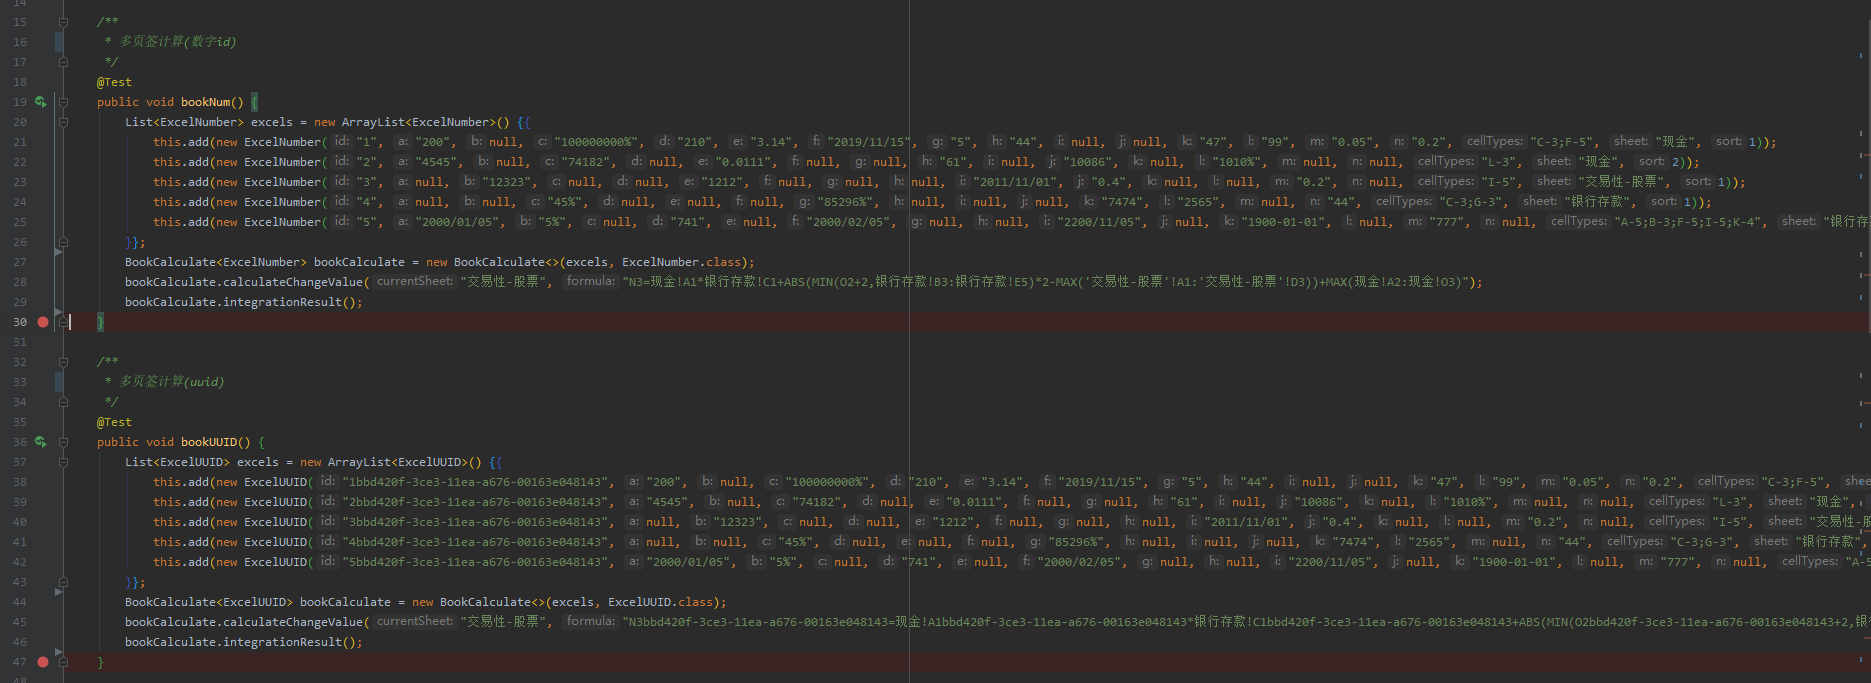 14
15 /**
16 * 多页签计算(数字id)
17 */
18 @Test
19 public void bookNum() {
20 List<ExcelNumber> excels = new ArrayList<ExcelNumber>() {{
21 this.add(new ExcelNumber( id: "1", a: "200", b: null, c: "100000000%", d: "210", e: "3.14", f: "2019/11/15", g: "5", h: "44", i: null, j: null, k: "47", l: "99", m: "0.05", n: "0.2", cellTypes: "C-3;F-5", sheet: "现金", sort: 1));
22 this.add(new ExcelNumber( id: "2", a: "4545", b: null, c: "74182", d: null, e: "0.0111", f: null, g: null, h: "61", i: null, j: "10086", k: null, l: "1010%", m: null, n: null, cellTypes: "L-3", sheet: "现金", sort: 2));
23 this.add(new ExcelNumber( id: "3", a: null, b: "12323", c: null, d: null, e: "1212", f: null, g: null, h: null, i: "2011/11/01", j: "0.4", k: null, l: null, m: "0.2", n: null, cellTypes: "I-5", sheet: "交易性-股票", sort: 1));
24 this.add(new ExcelNumber( id: "4", a: null, b: null, c: "45%", d: null, e: null, f: null, g: "85296%", h: null, i: null, j: null, k: "7474", l: "2565", m: null, n: "44", cellTypes: "C-3;G-3", sheet: "银行存款", sort: 1));
25 this.add(new ExcelNumber( id: "5", a: "2000/01/05", b: "5%", c: null, d: "741", e: null, f: "2000/02/05", g: null, h: null, i: "2200/11/05", j: null, k: "1900-01-01", l: null, m: "777", n: null, cellTypes: "A-5;B-3;F-5;I-5;K-4", sheet: "银行存
26 }};
27 BookCalculate<ExcelNumber> bookCalculate = new BookCalculate<>(excels, ExcelNumber.class);
28 bookCalculate.calculateChangeValue( currentSheet: "交易性-股票", formula: "N3=现金!A1*银行存款!C1+ABS(MIN(O2+2,银行存款!B3:银行存款!E5)*2-MAX('交易性-股票'!A1:'交易性-股票'!D3))+MAX(现金!A2:现金!O3)");
29 bookCalculate.integrationResult();
30 }
31
32 /**
33 * 多页签计算(uuid)
34 */
35 @Test
36 public void bookUUID() {
37 List<ExcelUUID> excels = new ArrayList<ExcelUUID>() {{
38 this.add(new ExcelUUID( id: "1bbd420f-3ce3-11ea-a676-00163e048143", a: "200", b: null, c: "100000000%", d: "210", e: "3.14", f: "2019/11/15", g: "5", h: "44", i: null, j: null, k: "47", l: "99", m: "0.05", n: "0.2", cellTypes: "C-3;F-5", shee
39 this.add(new ExcelUUID( id: "2bbd420f-3ce3-11ea-a676-00163e048143", a: "4545", b: null, c: "74182", d: null, e: "0.0111", f: null, g: null, h: "61", i: null, j: "10086", k: null, l: "1010%", m: null, n: null, cellTypes: "L-3", sheet: "现金",
40 this.add(new ExcelUUID( id: "3bbd420f-3ce3-11ea-a676-00163e048143", a: null, b: "12323", c: null, d: null, e: "1212", f: null, g: null, h: null, i: "2011/11/01", j: "0.4", k: null, l: null, m: "0.2", n: null, cellTypes: "I-5", sheet: "交易性-股
41 this.add(new ExcelUUID( id: "4bbd420f-3ce3-11ea-a676-00163e048143", a: null, b: null, c: "45%", d: null, e: null, f: null, g: "85296%", h: null, i: null, j: null, k: "7474", l: "2565", m: null, n: "44", cellTypes: "C-3;G-3", sheet: "银行存款",
42 this.add(new ExcelUUID( id: "5bbd420f-3ce3-11ea-a676-00163e048143", a: "2000/01/05", b: "5%", c: null, d: "741", e: null, f: "2000/02/05", g: null, h: null, i: "2200/11/05", j: null, k: "1900-01-01", l: null, m: "777", n: null, cellTypes: "A-5
43 }};
44 BookCalculate<ExcelUUID> bookCalculate = new BookCalculate<>(excels, ExcelUUID.class);
45 bookCalculate.calculateChangeValue( currentSheet: "交易性-股票", formula: "N3bbd420f-3ce3-11ea-a676-00163e048143=现金!A1bbd420f-3ce3-11ea-a676-00163e048143*银行存款!C1bbd420f-3ce3-11ea-a676-00163e048143+ABS(MIN(O2bbd420f-3ce3-11ea-a676-00163e048143+2,银
46 bookCalculate.integrationResult();
47 }
48